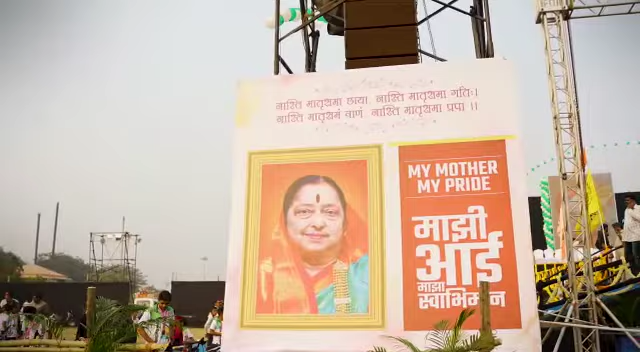 नास्ति मातृसमा छाया, नास्ति मातृसमा गतिः।
नास्ति मातृसमं त्राणं, नास्ति मातृसमा प्रपा ।।
MY MOTHER
MY PRIDE
माझी
आई
माझा
स्वाभिमान